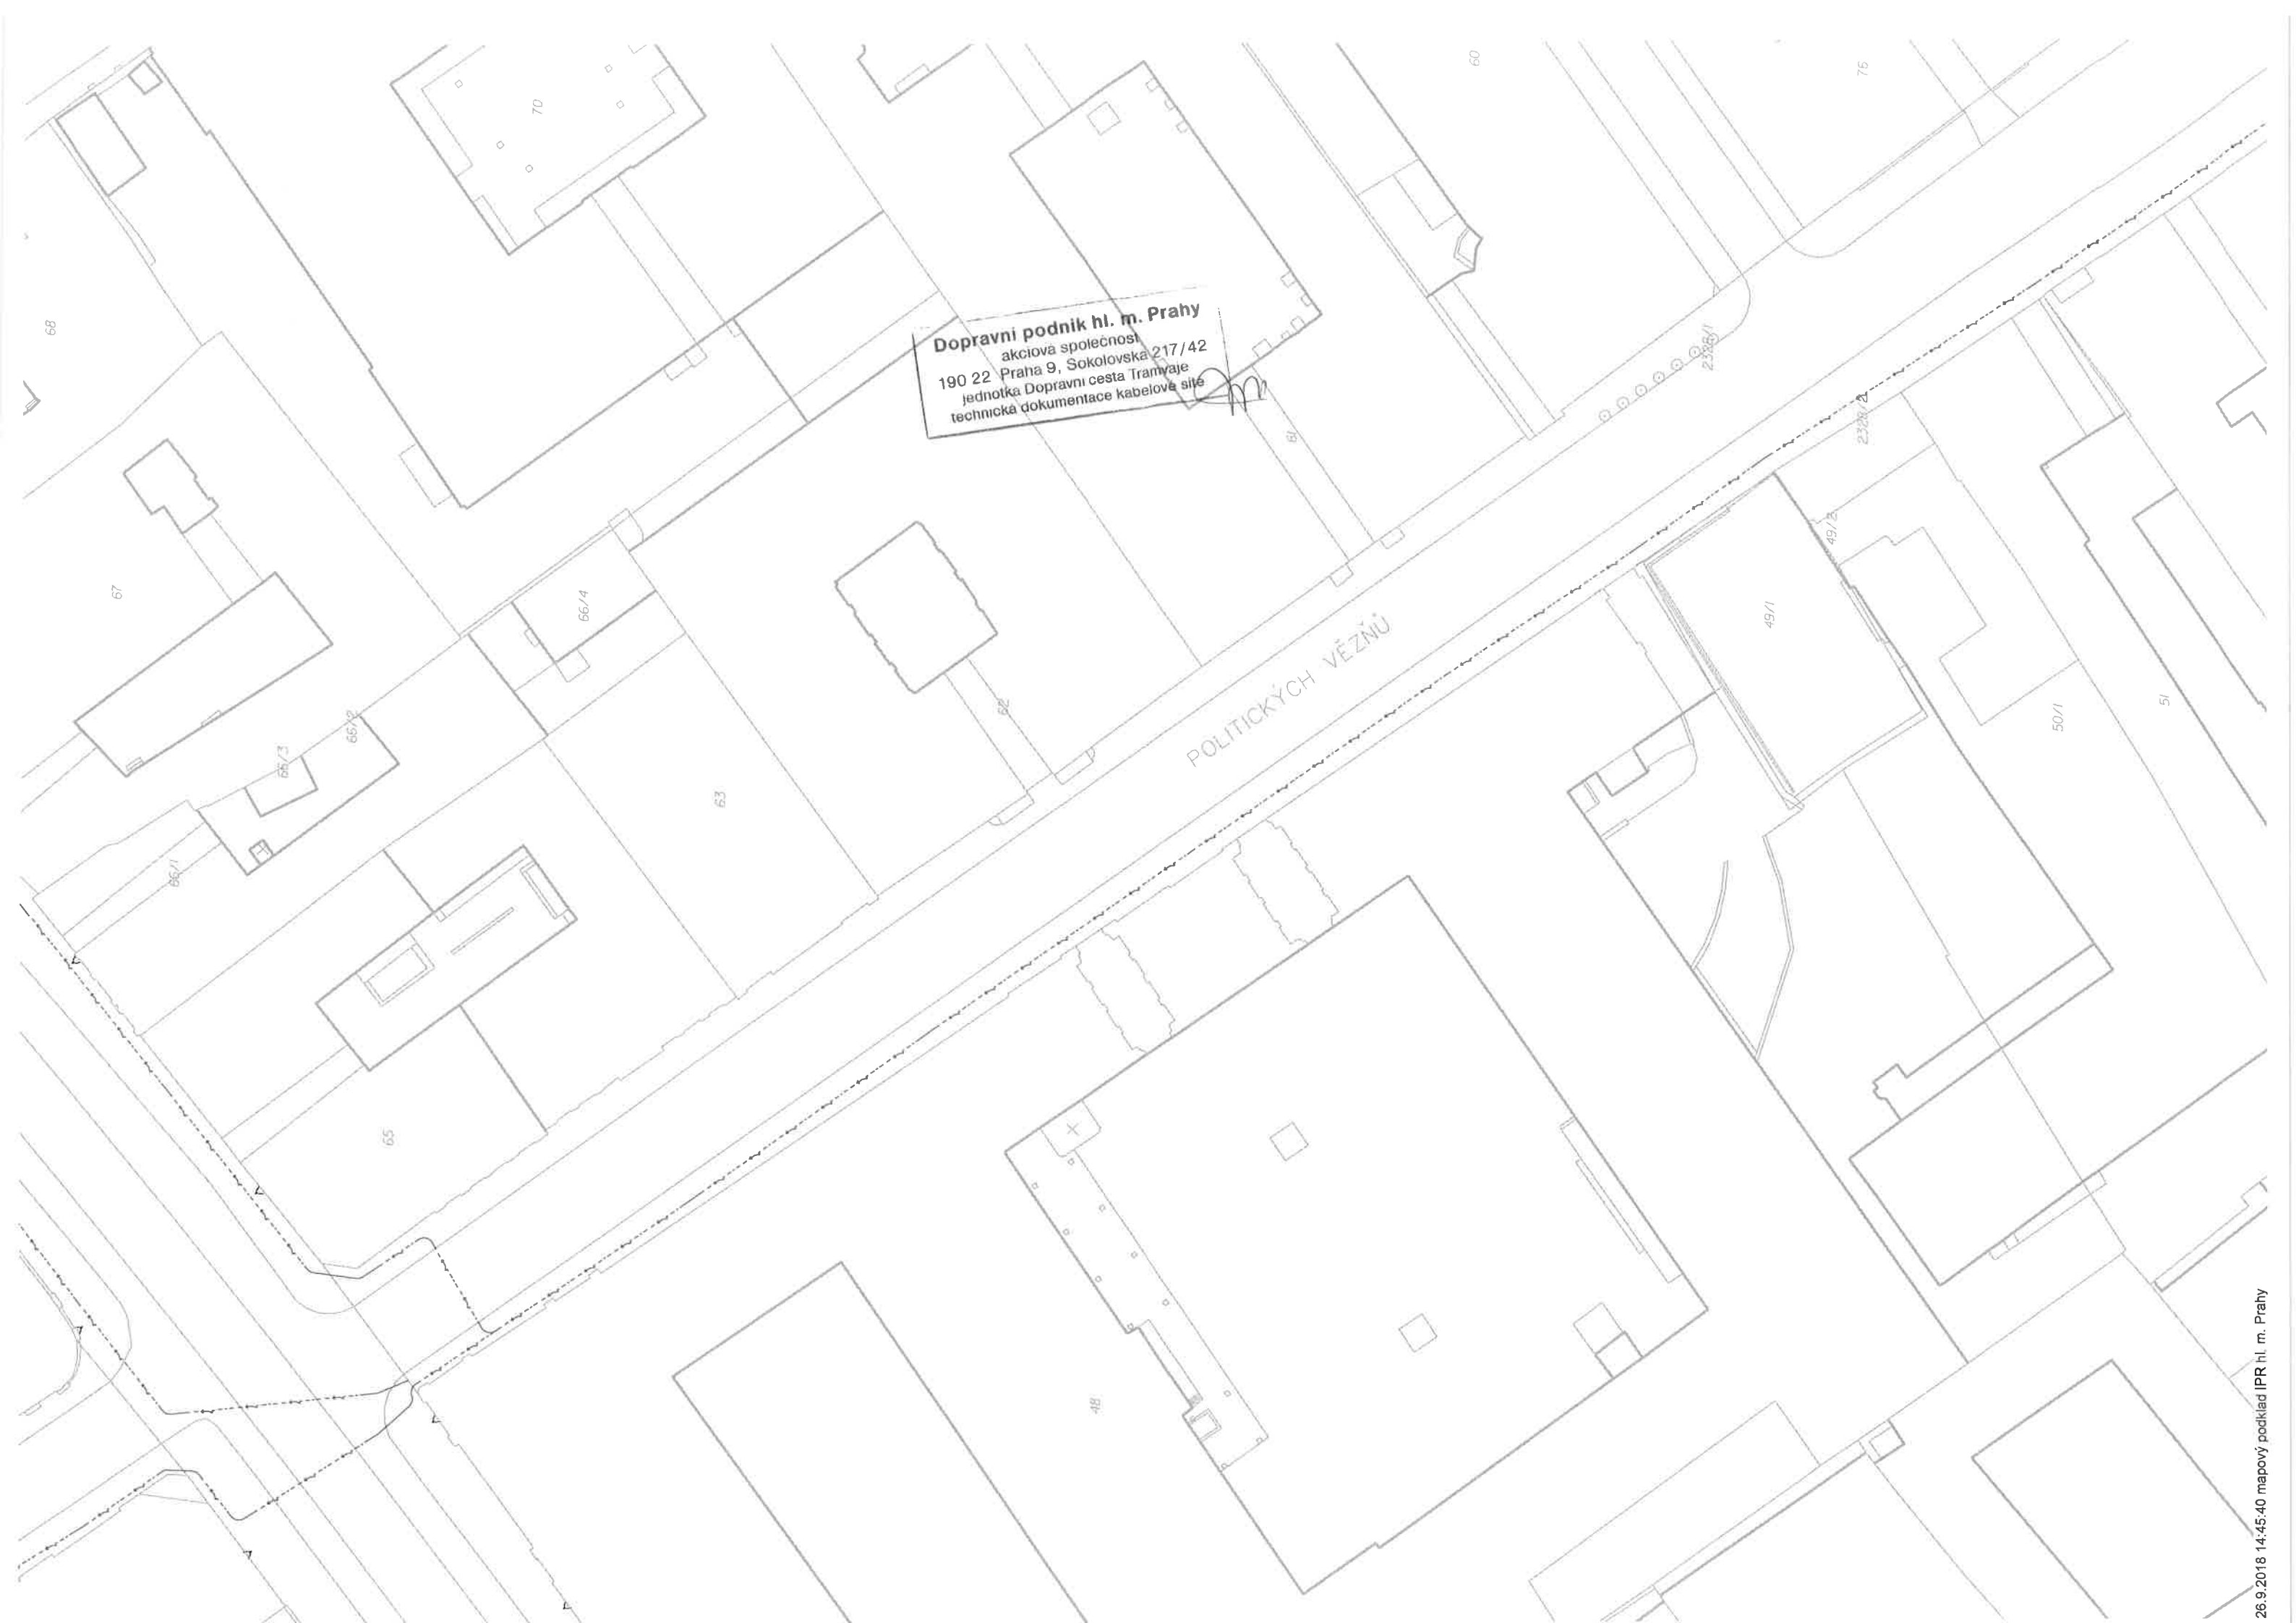 70
60
76
68
Dopravní podnik hl. m. Prahy
akciová společnost
190 22 Praha 9, Sokolovská 217/42
jednotka Dopravní cesta Tramvaje
technická dokumentace kabelové sítě
2328/1
2328/2
61
49/2
67
66/4
49/1
POLITICKÝCH VĚZŇŮ
62
66/2
66/3
50/1
51
63
66/1
65
48
26.9.2018 14:45:40 mapový podklad IPR hl. m. Prahy